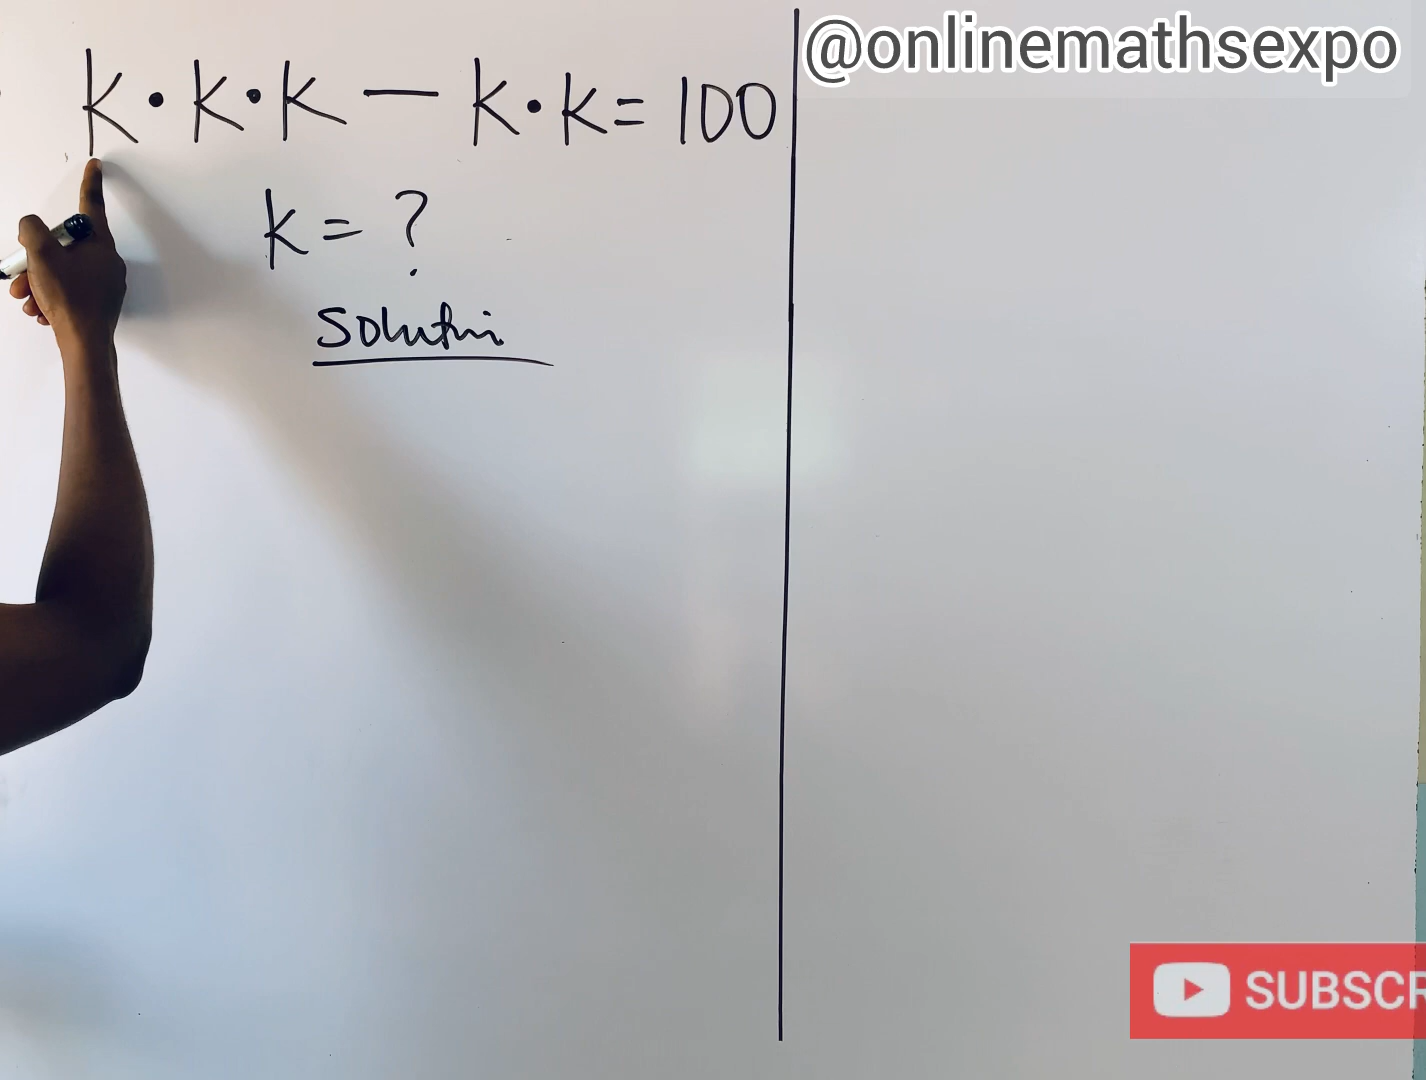 @onlinemathsexpo
k • k • k — k • k = 100
k = ?
Solution
SUBSCR